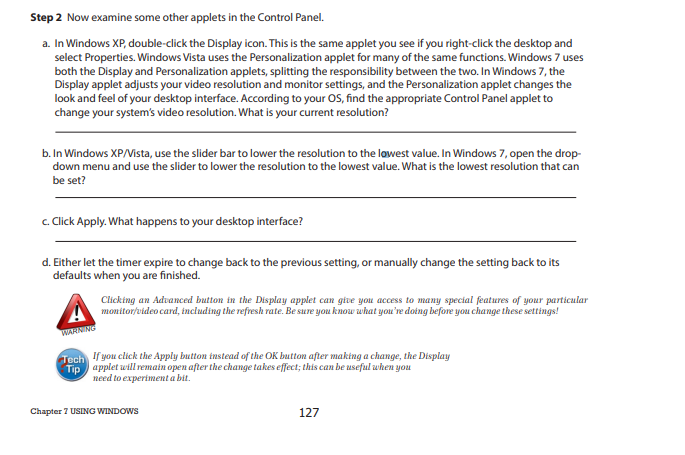 Step 2 Now examine some other applets in the Control Panel.
a. In Windows XP, double-click the Display icon. This is the same applet you see if you right-click the desktop and
select Properties. Windows Vista uses the Personalization applet for many of the same functions. Windows 7 uses
both the Display and Personalization applets, splitting the responsibility between the two. In Windows 7, the
Display applet adjusts your video resolution and monitor settings, and the Personalization applet changes the
look and feel of your desktop interface. According to your OS, find the appropriate Control Panel applet to
change your system's video resolution. What is your current resolution?
b. In Windows XP/Vista, use the slider bar to lower the resolution to the lowest value. In Windows 7, open the drop-
down menu and use the slider to lower the resolution to the lowest value. What is the lowest resolution that can
be set?
c. Click Apply. What happens to your desktop interface?
d. Either let the timer expire to change back to the previous setting, or manually change the setting back to its
defaults when you are finished.
Clicking an Advanced button in the Display applet can give you access to many special features of your particular
monitor/video card, including the refresh rate. Be sure you know what you're doing before you change these settings!
WARNING
Tech
Tip
If you click the Apply button instead of the OK button after making a change, the Display
applet will remain open after the change takes effect; this can be useful when you
need to experiment a bit.
Chapter 7 USING WINDOWS
127